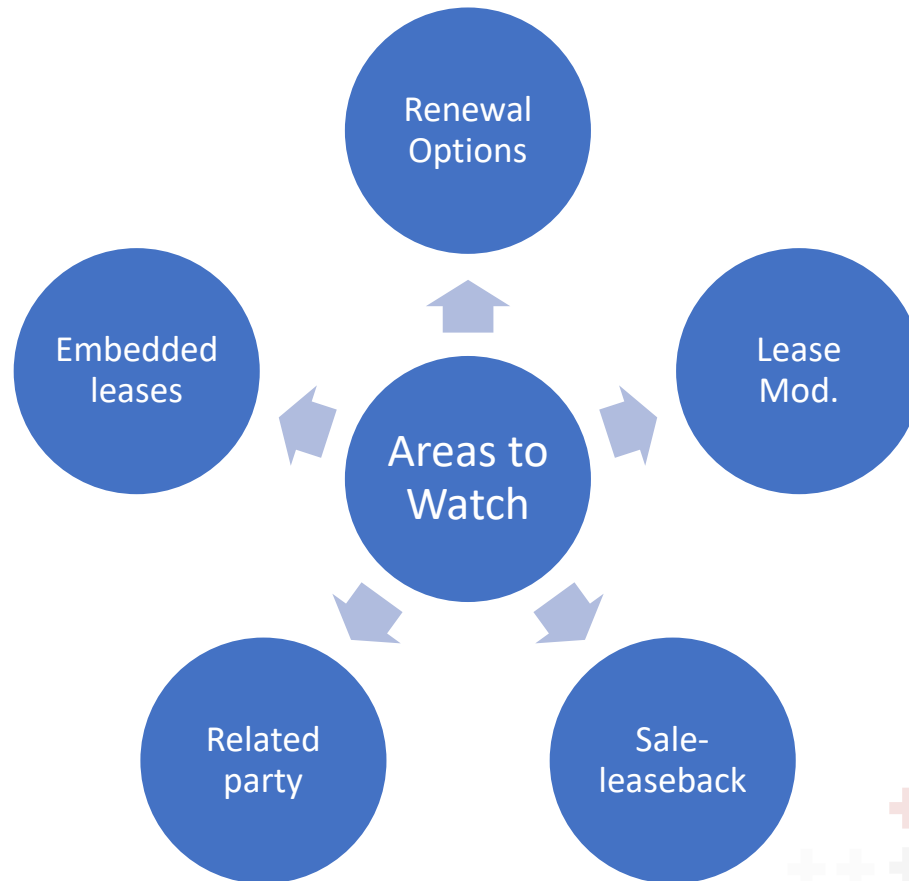 Renewal
Options
Embedded
leases
Lease
Mod.
Areas to
Watch
Related
party
Sale-
leaseback